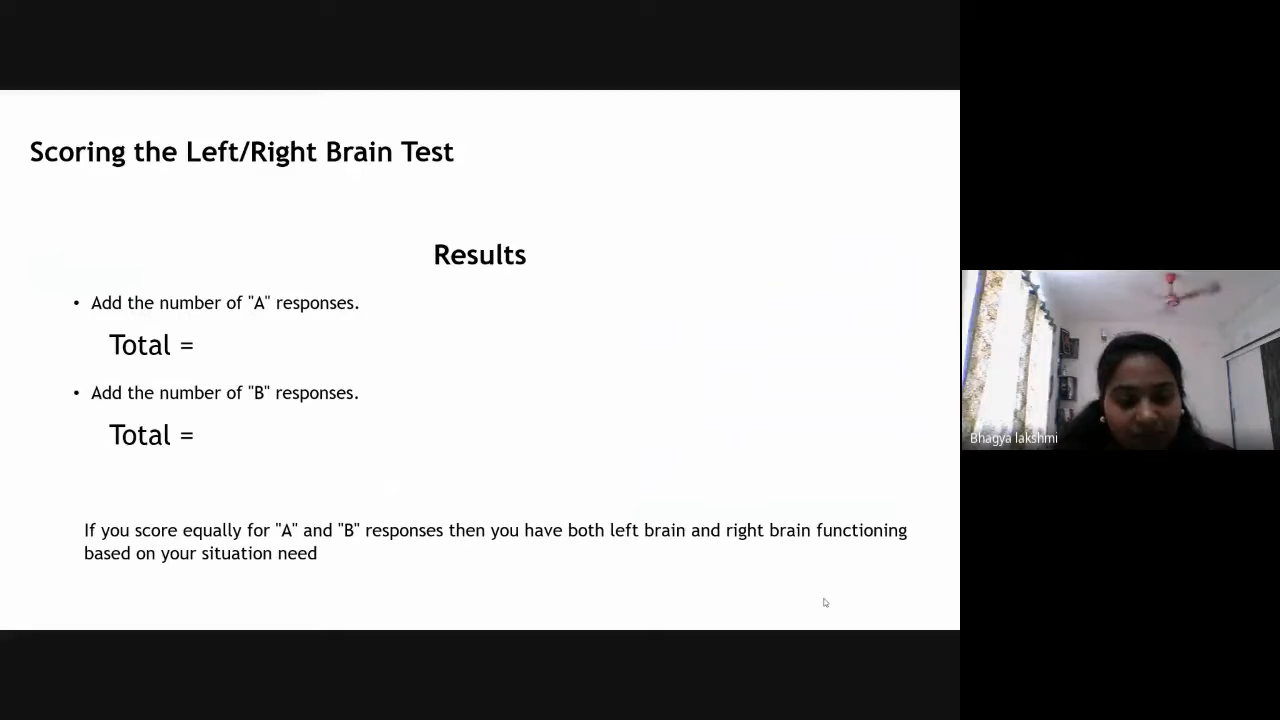 Scoring the Left/Right Brain Test
Results
• Add the number of "A" responses.
Total =
• Add the number of "B" responses.
Total =
If you score equally for "A" and "B" responses then you have both left brain and right brain functioning
based on your situation need
Bhagya lakshmi